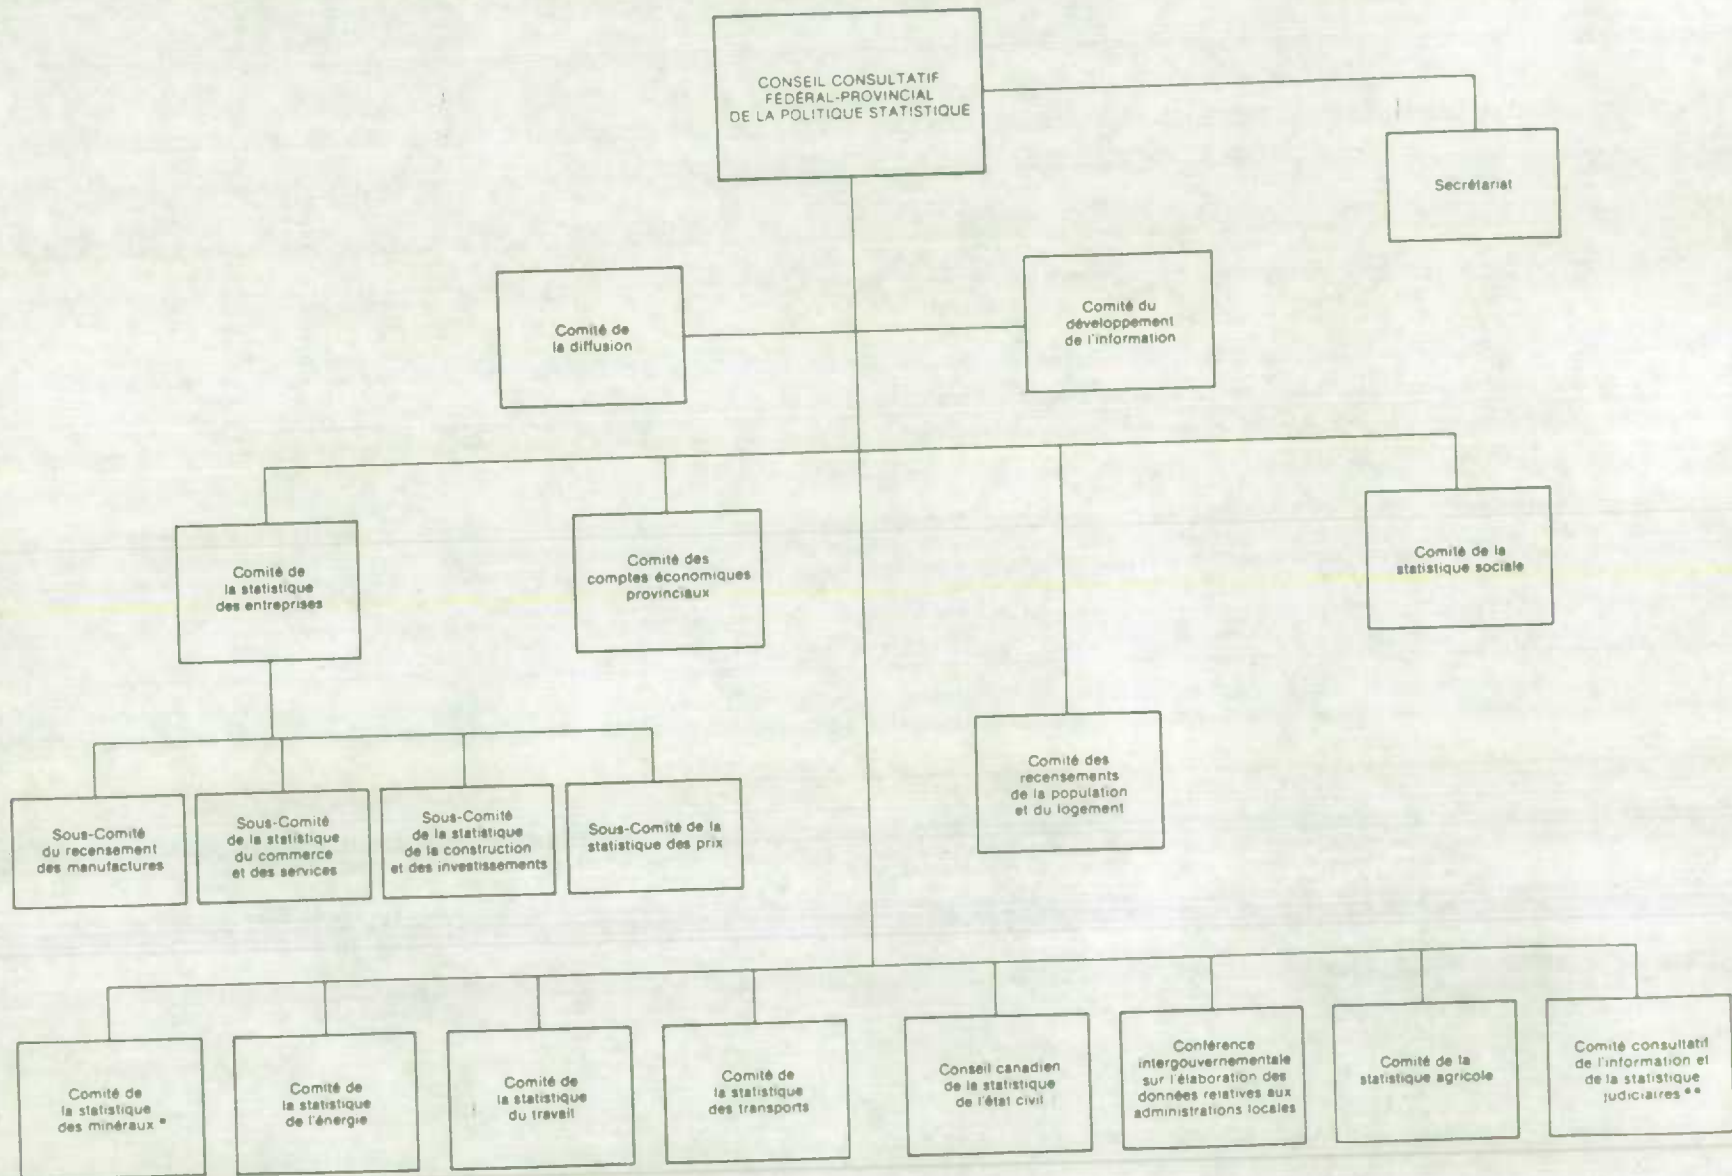 CONSEIL CONSULTATIF
FÉDÉRAL-PROVINCIAL
DE LA POLITIQUE STATISTIQUE
Secrétariat
Comité de
la diffusion
Comité du
développement
de l'information
Comité de
la statistique
des entreprises
Comité des
comptes économiques
provinciaux
Comité de la
statistique sociale
Comité des
recensements
de la population
et du logement
Sous-Comité
du recensement
des manufactures
Sous-Comité
de la statistique
du commerce
et des services
Sous-Comité
de la statistique
de la construction
et des investissements
Sous-Comité de la
statistique des prix
Comité de
la statistique
des minéraux *
Comité de
la statistique
de l'énergie
Comité de
la statistique
du travail
Comité de
la statistique
des transports
Conseil canadien
de la statistique
de l'état civil
Conférence
intergouvernementale
sur l'élaboration des
données relatives aux
administrations locales
Comité de la
statistique agricole
Comité consultatif
de l'information et
de la statistique
judiciaires **